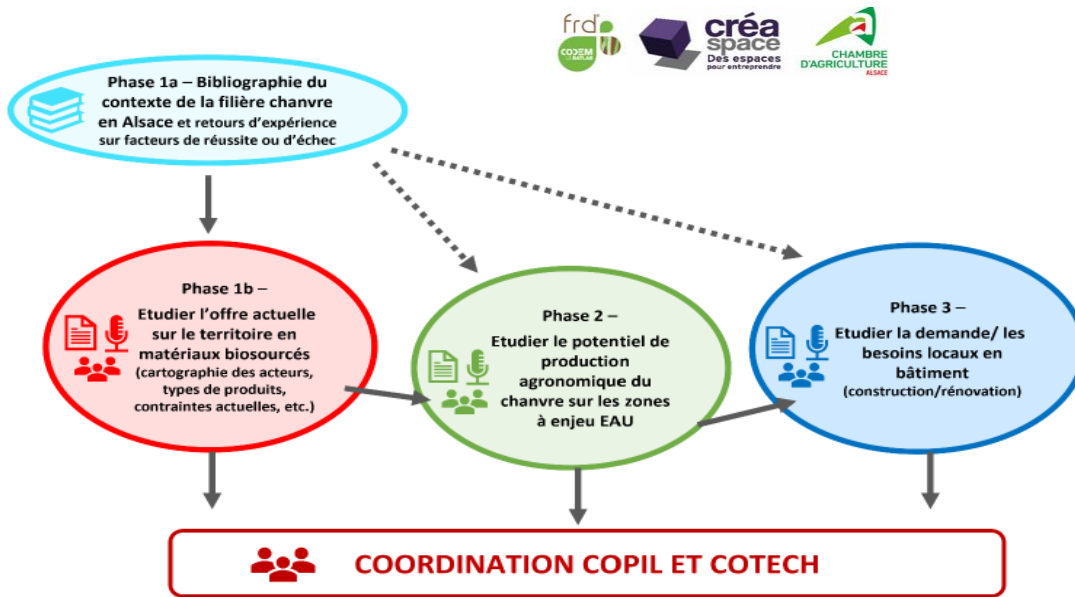 frd
CODEM
LE BATLAB
créa
space
Des espaces
pour entreprendre
CHAMBRE
D'AGRICULTURE
ALSACE
Phase 1a – Bibliographie du
contexte de la filière chanvre
en Alsace et retours d'expérience
sur facteurs de réussite ou d'échec
Phase 1b –
Etudier l'offre actuelle
sur le territoire en
matériaux biosourcés
(cartographie des acteurs,
types de produits,
contraintes actuelles, etc.)
Phase 2 –
Etudier le potentiel de
production
agronomique du
chanvre sur les zones
à enjeu EAU
Phase 3 –
Etudier la demande/ les
besoins locaux en
bâtiment
(construction/rénovation)
COORDINATION COPIL ET COTECH